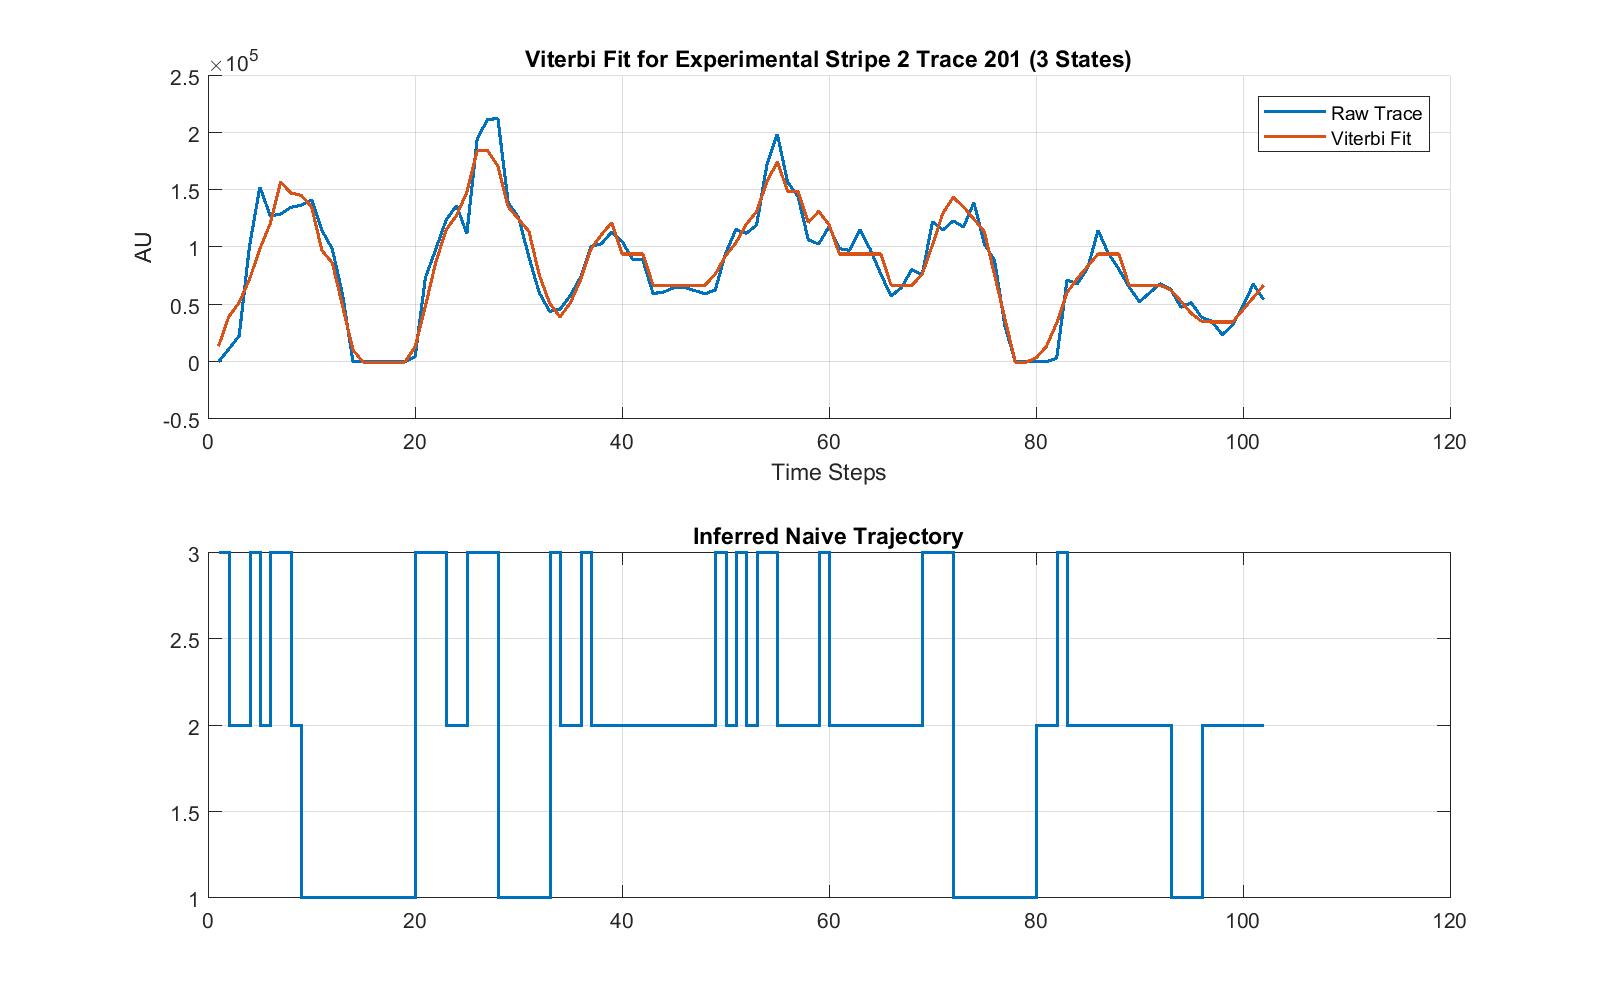 Viterbi Fit for Experimental Stripe 2 Trace 201 (3 States)
×10^5
2.5
2
1.5
1
0.5
0
-0.5
AU
Raw Trace
Viterbi Fit
0 20 40 60 80 100 120
Time Steps
Inferred Naive Trajectory
3
2.5
2
1.5
1
0 20 40 60 80 100 120